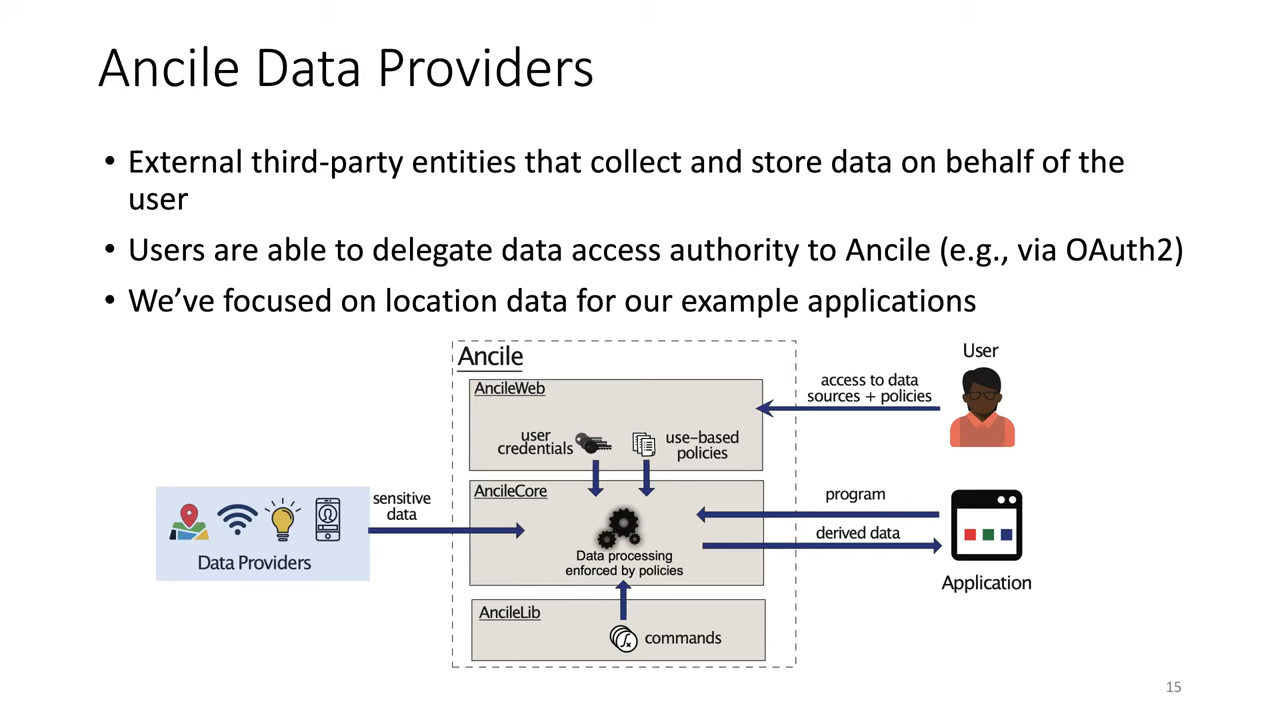 Ancile Data Providers
• External third-party entities that collect and store data on behalf of the
user
• Users are able to delegate data access authority to Ancile (e.g., via OAuth2)
• We've focused on location data for our example applications
Ancile
AncileWeb
user
credentials
use-based
policies
access to data
sources + policies
User
sensitive
data
Data Providers
AncileCore
Data processing
enforced by policies
program
derived data
Application
AncileLib
commands
15